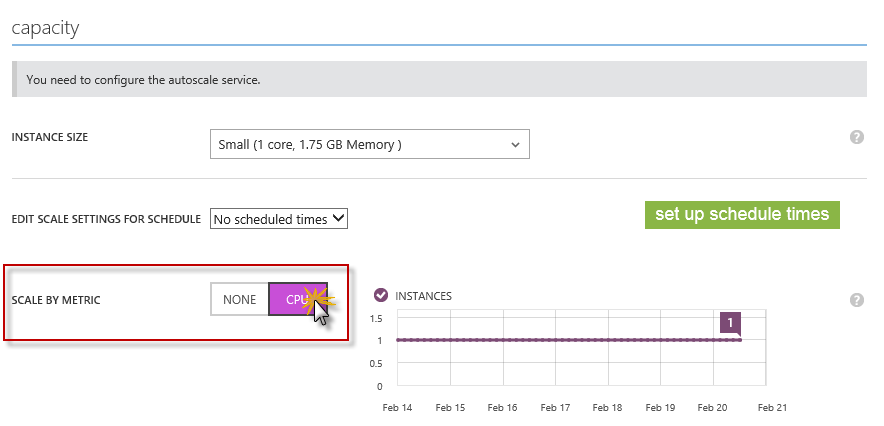 capacity
You need to configure the autoscale service.
INSTANCE SIZE
Small (1 core, 1.75 GB Memory )
?
EDIT SCALE SETTINGS FOR SCHEDULE
No scheduled times
set up schedule times
SCALE BY METRIC
NONE
CPU
INSTANCES
?
1
1.5
1
0.5
0
Feb 14 Feb 15 Feb 16 Feb 17 Feb 18 Feb 19 Feb 20 Feb 21